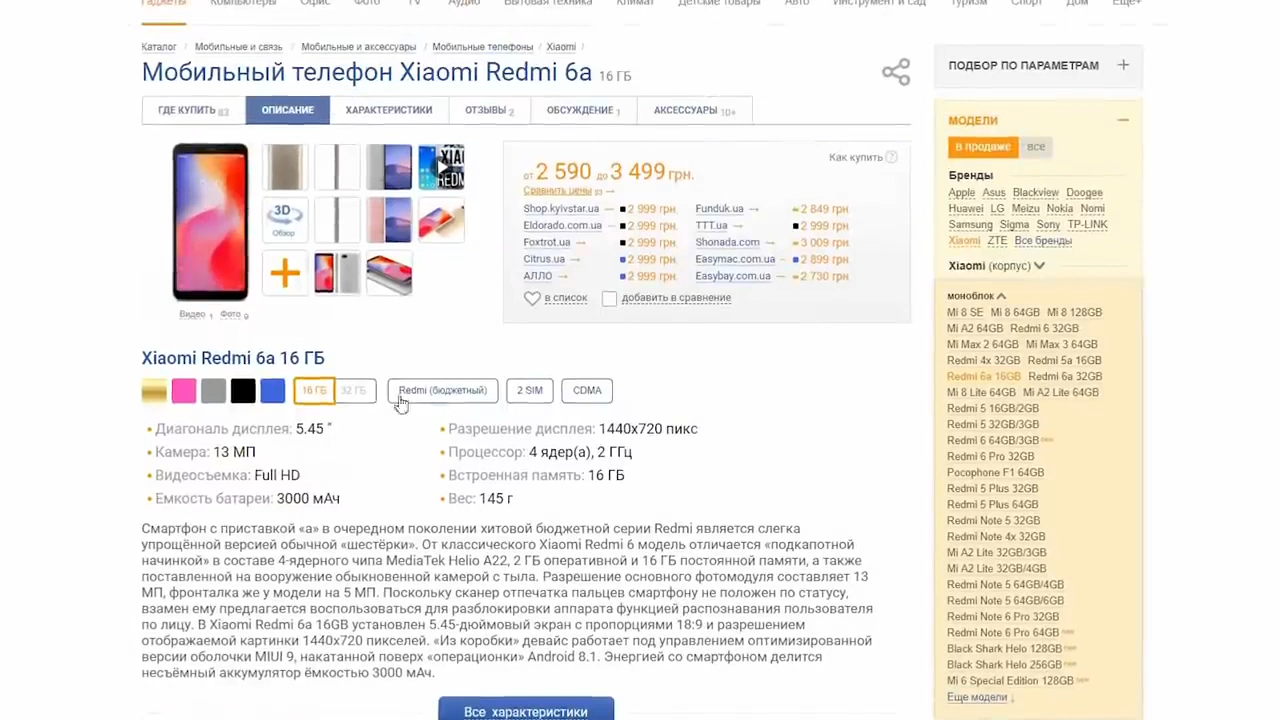 Гаджеты Компьютеры Офис Фото TV Аудио Бытовая техника Климат Детские товары Авто Инструмент и сад Туризм Спорт Дом Еще+
Каталог / Мобильные и связь / Мобильные и аксессуары / Мобильные телефоны / Xiaomi /
Мобильный телефон Xiaomi Redmi 6a 16 ГБ
ГДЕ КУПИТЬ 83 ОПИСАНИЕ ХАРАКТЕРИСТИКИ ОТЗЫВЫ 2 ОБСУЖДЕНИЕ 1 АКСЕССУАРЫ 10+
3D
Обзор
Видео 1 Фото 9
Как купить ?
от 2 590 до 3 499 грн.
Сравнить цены 83 →
Shop.kyivstar.ua → 2 999 грн.
Eldorado.com.ua → 2 999 грн.
Foxtrot.ua → 2 999 грн.
Citrus.ua → 2 999 грн.
АЛЛО → 2 999 грн.
Funduk.ua → 2 849 грн.
TTT.ua → 2 999 грн.
Shonada.com → 3 009 грн.
Easymac.com.ua → 2 899 грн.
Easybay.com.ua → 2 730 грн.
в список добавить в сравнение
Xiaomi Redmi 6a 16 ГБ
16 ГБ 32 ГБ Redmi (бюджетный) 2 SIM CDMA
• Диагональ дисплея: 5.45 "
• Камера: 13 МП
• Видеосъемка: Full HD
• Емкость батареи: 3000 мАч
• Разрешение дисплея: 1440x720 пикс
• Процессор: 4 ядер(а), 2 ГГц
• Встроенная память: 16 ГБ
• Вес: 145 г
Смартфон с приставкой «а» в очередном поколении хитовой бюджетной серии Redmi является слегка
упрощённой версией обычной «шестёрки». От классического Xiaomi Redmi 6 модель отличается «подкапотной
начинкой» в составе 4-ядерного чипа MediaTek Helio A22, 2 ГБ оперативной и 16 ГБ постоянной памяти, а также
поставленной на вооружение обыкновенной камерой с тыла. Разрешение основного фотомодуля составляет 13
МП, фронталка же у модели на 5 МП. Поскольку сканер отпечатка пальцев смартфону не положен по статусу,
взамен ему предлагается воспользоваться для разблокировки аппарата функцией распознавания пользователя
по лицу. В Xiaomi Redmi 6a 16GB установлен 5.45-дюймовый экран с пропорциями 18:9 и разрешением
отображаемой картинки 1440x720 пикселей. «Из коробки» девайс работает под управлением оптимизированной
версии оболочки MIUI 9, накатанной поверх «операционки» Android 8.1. Энергией со смартфоном делится
несъёмный аккумулятор ёмкостью 3000 мАч.
Все характеристики
ПОДБОР ПО ПАРАМЕТРАМ +
МОДЕЛИ
в продаже все
Бренды
Apple Asus Blackview Doogee
Huawei LG Meizu Nokia Nomi
Samsung Sigma Sony TP-LINK
Xiaomi ZTE Все бренды
Xiaomi (корпус)
моноблок
Mi 8 SE Mi 8 64GB Mi 8 128GB
Mi A2 64GB Redmi 6 32GB
Mi Max 2 64GB Mi Max 3 64GB
Redmi 4x 32GB Redmi 5a 16GB
Redmi 6a 16GB Redmi 6a 32GB
Mi 8 Lite 64GB Mi A2 Lite 64GB
Redmi 5 16GB/2GB
Redmi 5 32GB/3GB
Redmi 6 64GB/3GB new
Redmi 6 Pro 32GB
Pocophone F1 64GB
Redmi 5 Plus 32GB
Redmi 5 Plus 64GB
Redmi Note 5 32GB
Redmi Note 4x 32GB
Mi A2 Lite 32GB/3GB
Mi A2 Lite 32GB/4GB
Redmi Note 5 64GB/4GB
Redmi Note 5 64GB/6GB
Redmi Note 6 Pro 32GB
Redmi Note 6 Pro 64GB new
Black Shark Helo 128GB new
Black Shark Helo 256GB new
Mi 6 Special Edition 128GB new
Еще модели ↓